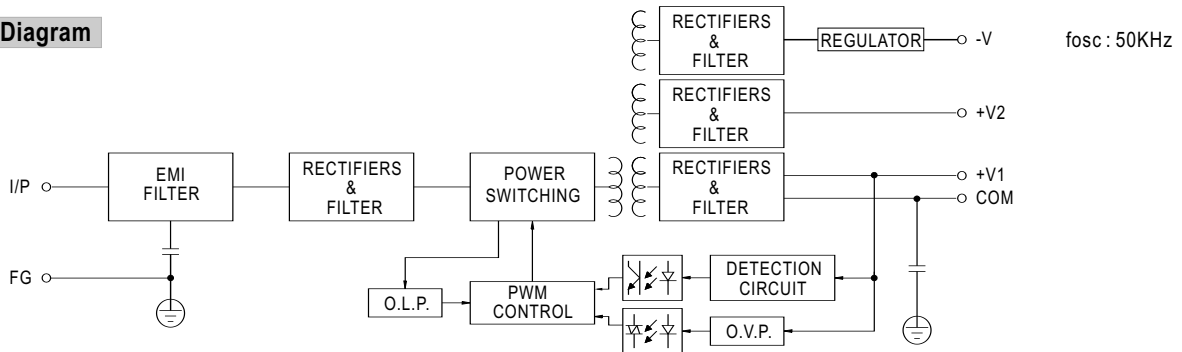 Diagram
RECTIFIERS
&
FILTER
REGULATOR
-V
fosc : 50KHz
RECTIFIERS
&
FILTER
+V2
I/P
EMI
FILTER
RECTIFIERS
&
FILTER
POWER
SWITCHING
RECTIFIERS
&
FILTER
+V1
COM
FG
O.L.P.
PWM
CONTROL
DETECTION
CIRCUIT
O.V.P.